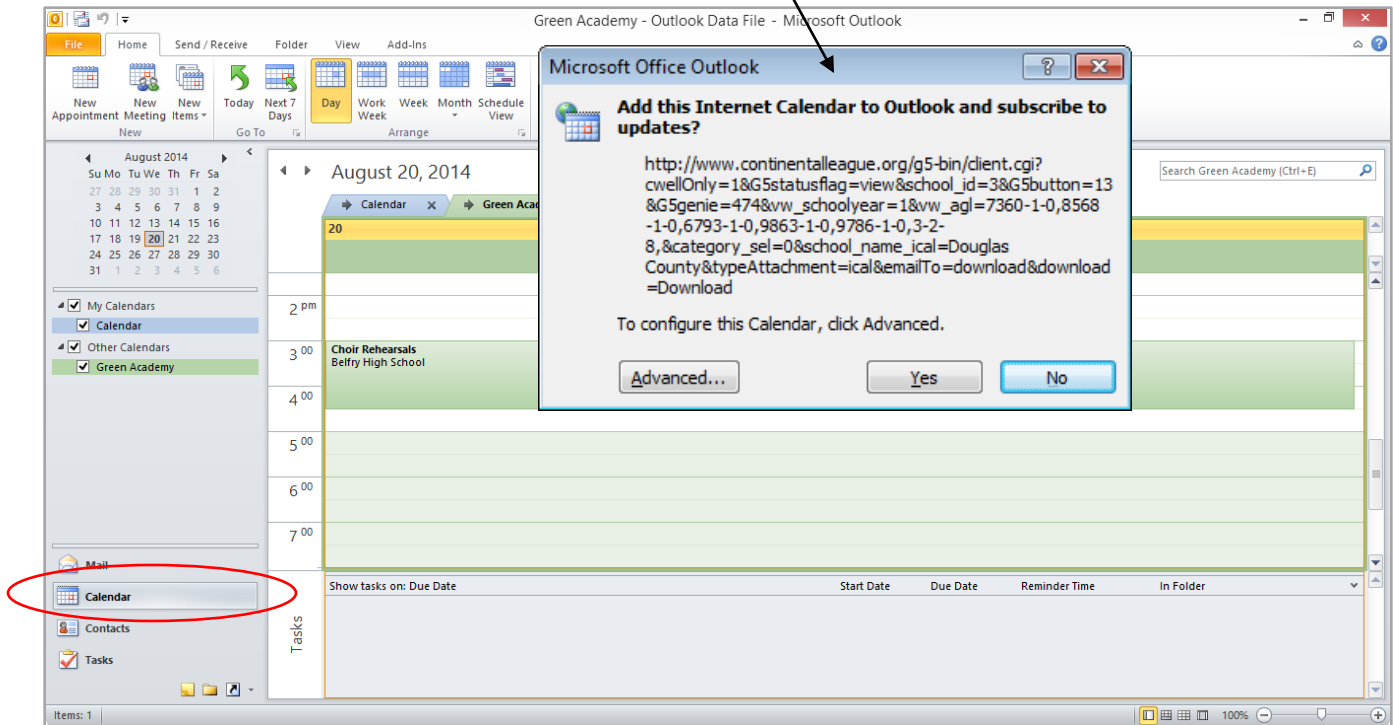 Green Academy - Outlook Data File - Microsoft Outlook
File Home Send / Receive Folder View Add-Ins
New Appointment
New Meeting
New Items
Today
Next 7 Days
Day
Work Week
Week
Month
Schedule View
New
Go To
Arrange
August 2014
Su Mo Tu We Th Fr Sa
27 28 29 30 31 1 2
3 4 5 6 7 8 9
10 11 12 13 14 15 16
17 18 19 20 21 22 23
24 25 26 27 28 29 30
31 1 2 3 4 5 6
My Calendars
Calendar
Other Calendars
Green Academy
Mail
Calendar
Contacts
Tasks
August 20, 2014
Search Green Academy (Ctrl+E)
Calendar x Green Acad
20
2 pm
3 00
Choir Rehearsals
Belfry High School
4 00
5 00
6 00
7 00
Microsoft Office Outlook
Add this Internet Calendar to Outlook and subscribe to
updates?
http://www.continentalleague.org/g5-bin/client.cgi?
cwellOnly=1&G5statusflag=view&school_id=3&G5button=13
&G5genie=474&vw_schoolyear=1&vw_agl=7360-1-0,8568
-1-0,6793-1-0,9863-1-0,9786-1-0,3-2-
8,&category_sel=0&school_name_ical=Douglas
County&typeAttachment=ical&emailTo=download&download
=Download
To configure this Calendar, click Advanced.
Advanced... Yes No
Tasks
Show tasks on: Due Date Start Date Due Date Reminder Time In Folder
Items: 1
100%